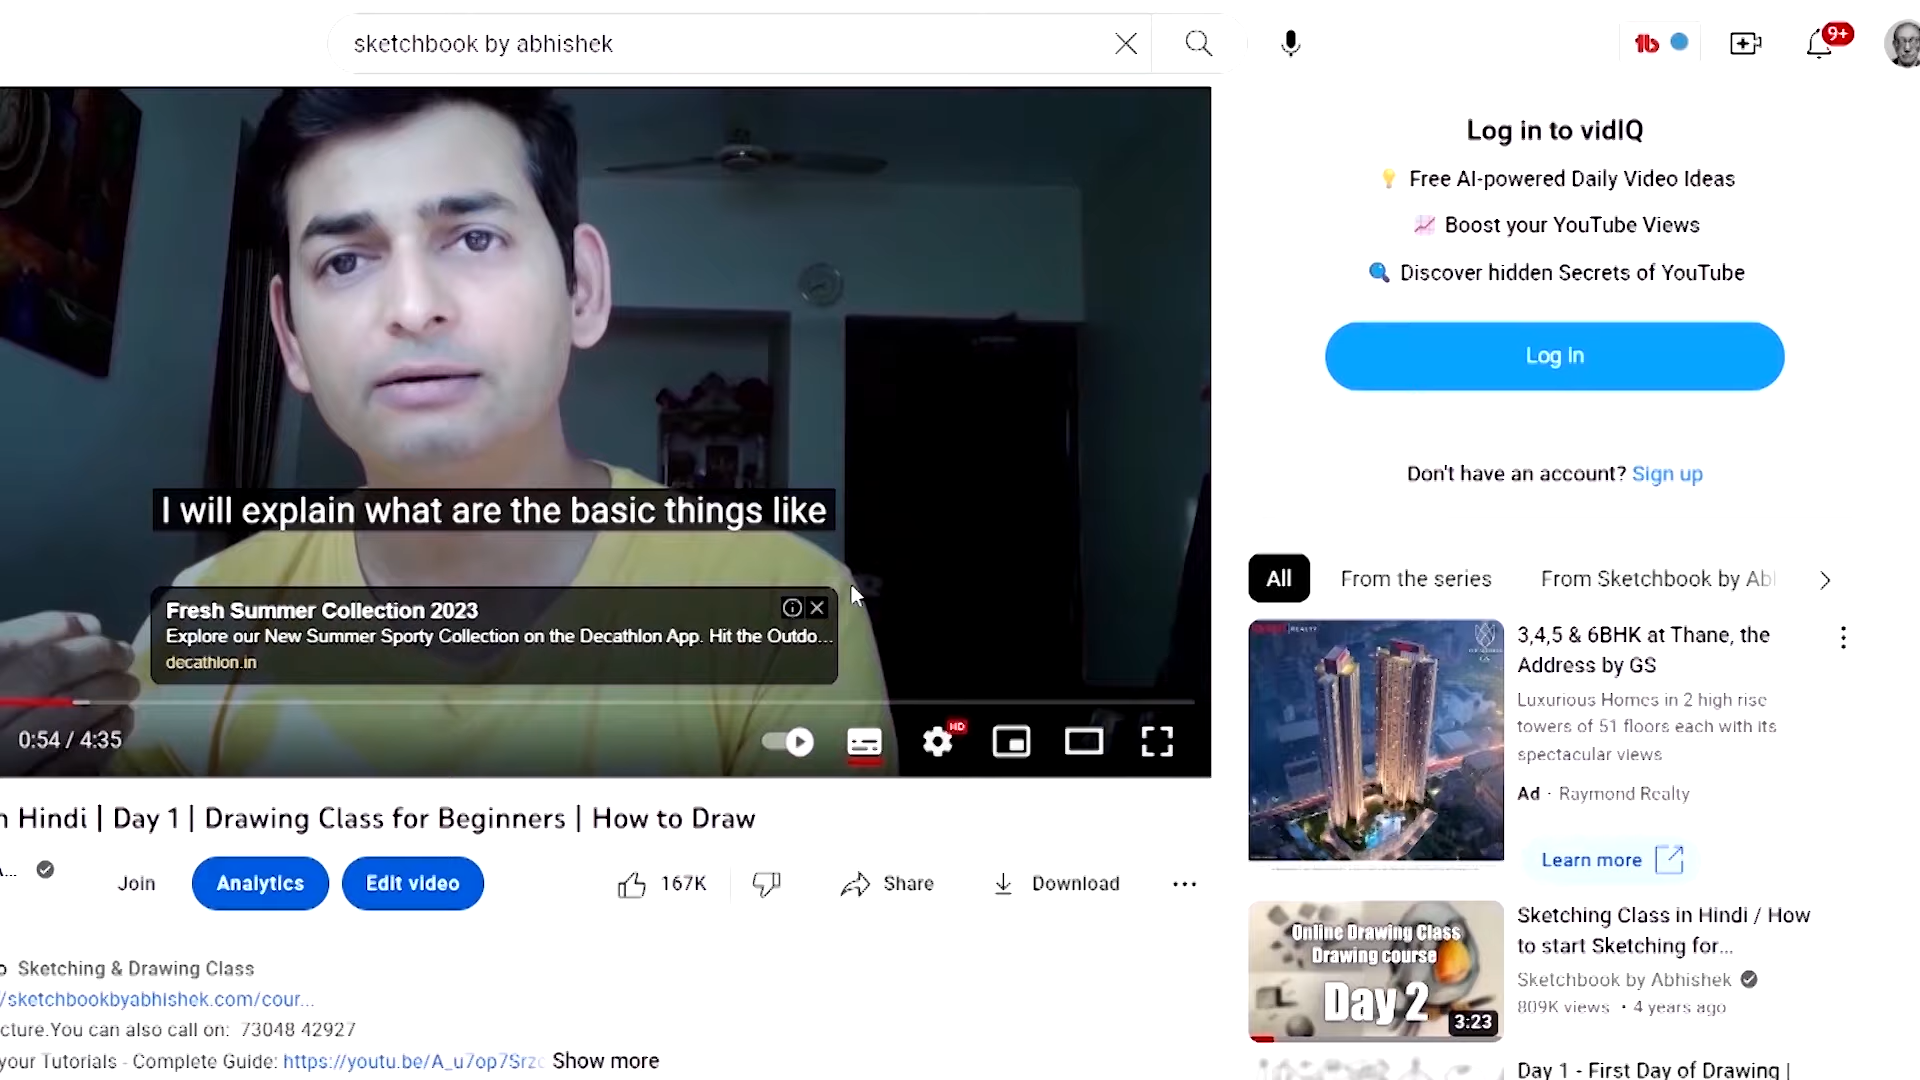 sketchbook by abhishek
9+
Log in to vidIQ
Free AI-powered Daily Video Ideas
Boost your YouTube Views
Discover hidden Secrets of YouTube
Log In
Don't have an account? Sign up
I will explain what are the basic things like
Fresh Summer Collection 2023
Explore our New Summer Sporty Collection on the Decathlon App. Hit the Outdo...
decathlon.in
0:54 / 4:35
HD
n Hindi | Day 1 | Drawing Class for Beginners | How to Draw
A...
Join
Analytics
Edit video
167K
Share
Download
o Sketching & Drawing Class
/sketchbookbyabhishek.com/cour...
cture.You can also call on: 73048 42927
your Tutorials - Complete Guide: https://youtu.be/A_u7op7Srzc Show more
All
From the series
From Sketchbook by Abl
3,4,5 & 6BHK at Thane, the
Address by GS
Luxurious Homes in 2 high rise
towers of 51 floors each with its
spectacular views
Ad · Raymond Realty
Learn more
Online Drawing Class
Drawing course
Day 2
3:23
Sketching Class in Hindi / How
to start Sketching for...
Sketchbook by Abhishek
809K views • 4 years ago
Day 1 - First Day of Drawing |